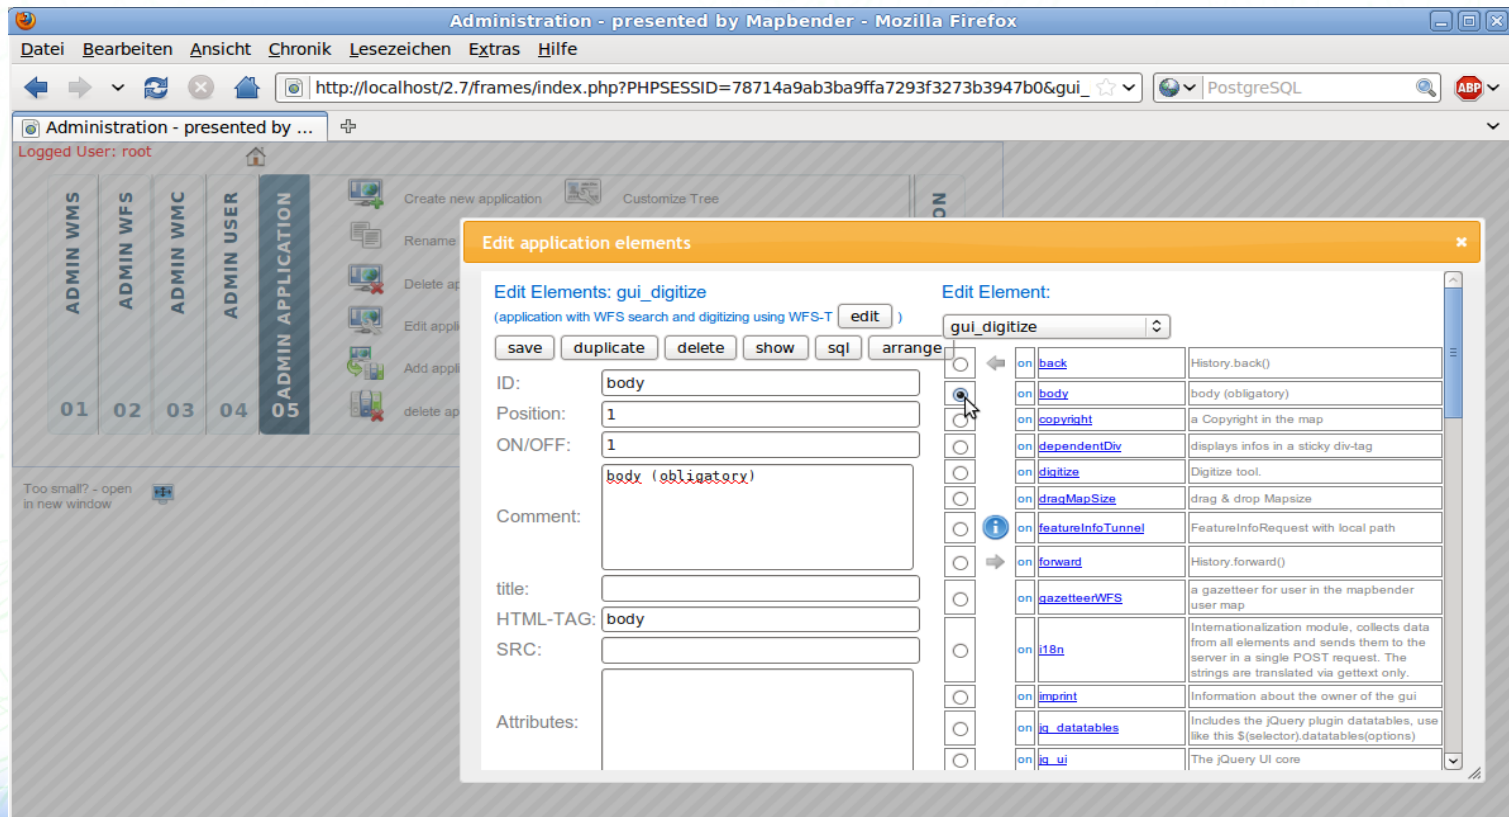 Administration - presented by Mapbender - Mozilla Firefox
Datei Bearbeiten Ansicht Chronik Lesezeichen Extras Hilfe
http://localhost/2.7/frames/index.php?PHPSESSID=78714a9ab3ba9ffa7293f3273b3947b0&gui_
PostgreSQL
ABP
Administration - presented by ...
Logged User: root
ADMIN WMS
01
ADMIN WFS
02
ADMIN WMC
03
ADMIN USER
04
ADMIN APPLICATION
05
ON
Create new application
Customize Tree
Rename
Delete ap
Edit appli
Add appli
delete ap
Too small? - open
in new window
Edit application elements
Edit Elements: gui_digitize
(application with WFS search and digitizing using WFS-T edit )
save duplicate delete show sql arrange
ID: body
Position: 1
ON/OFF: 1
Comment: body (obligatory)
title:
HTML-TAG: body
SRC:
Attributes:
Edit Element:
gui_digitize
on back History.back()
on body body (obligatory)
on copyright a Copyright in the map
on dependentDiv displays infos in a sticky div-tag
on digitize Digitize tool.
on dragMapSize drag & drop Mapsize
on featureInfoTunnel FeatureInfoRequest with local path
on forward History.forward()
on gazetteerWFS a gazetteer for user in the mapbender
user map
on i18n Internationalization module, collects data
from all elements and sends them to the
server in a single POST request. The
strings are translated via gettext only.
on imprint Information about the owner of the gui
on jq_datatables Includes the jQuery plugin datatables, use
like this $(selector).datatables(options)
on jq_ui The jQuery UI core